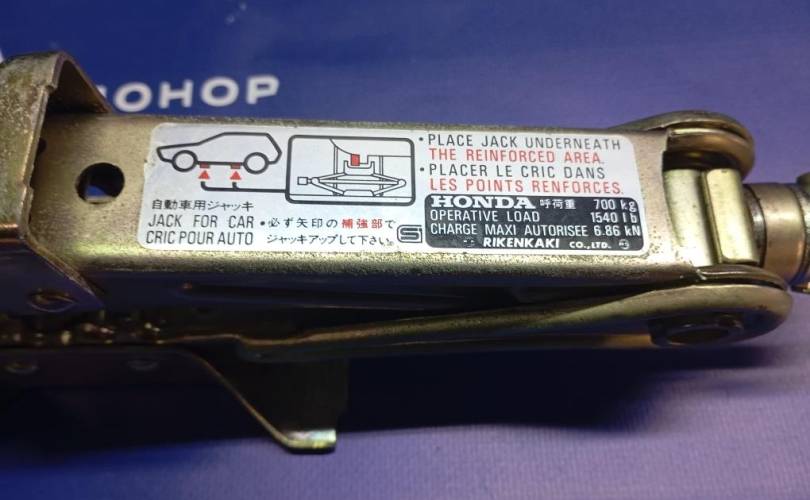 IOHOP
• PLACE JACK UNDERNEATH
THE REINFORCED AREA.
• PLACER LE CRIC DANS
LES POINTS RENFORCES.
自動車用ジャッキ
JACK FOR CAR
CRIC POUR AUTO
• 必ず矢印の補強部で
ジャッキアップして下さい。
HONDA 呼荷重 700 kg
OPERATIVE LOAD 1540 lb
CHARGE MAXI AUTORISEE 6.86 kN
RIKENKAKI CO.,LTD.